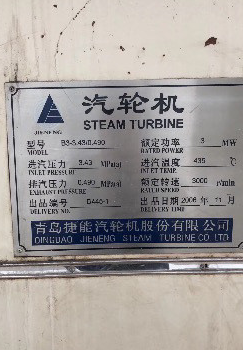 汽轮机
JIENENG
STEAM TURBINE
型号 B3-3.43/0.490 额定功率 3 MW
MODEL RATED POWER
进汽压力 3.43 MPa(a) 进汽温度 435 ℃
INLET PRESSURE INLET TEMP.
排汽压力 0.490 MPa(a) 额定转速 3000 r/min
EXHAUST PRESSURE RATED SPEED
出品编号 B440-1 出品日期 2006 年 11 月
DELIVERY NO. DELIVERY TIME
青岛捷能汽轮机股份有限公司
QINGDAO JIENENG STEAM TURBINE CO.LTD